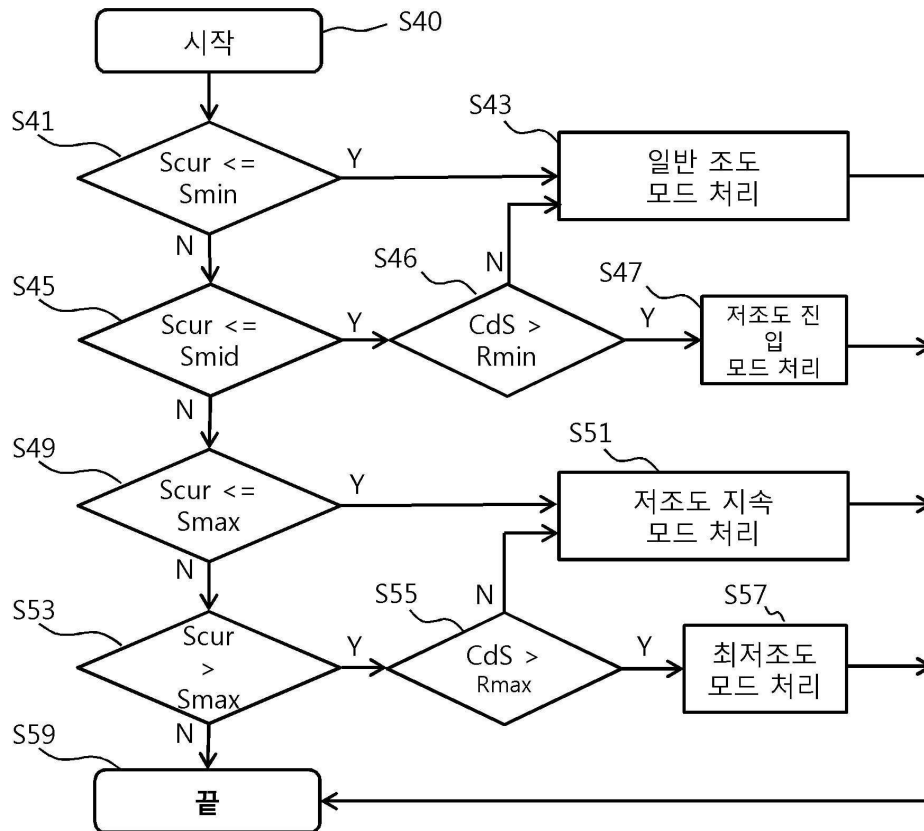 시작
S40
S41
Scur <=
Smin
Y
N
S43
일반 조도
모드 처리
S45
Scur <=
Smid
Y
N
S46
CdS >
Rmin
N
Y
S47
저조도 진
입
모드 처리
S49
Scur <=
Smax
Y
N
S51
저조도 지속
모드 처리
S53
Scur
>
Smax
Y
N
S55
CdS >
Rmax
N
Y
S57
최저조도
모드 처리
S59
끝